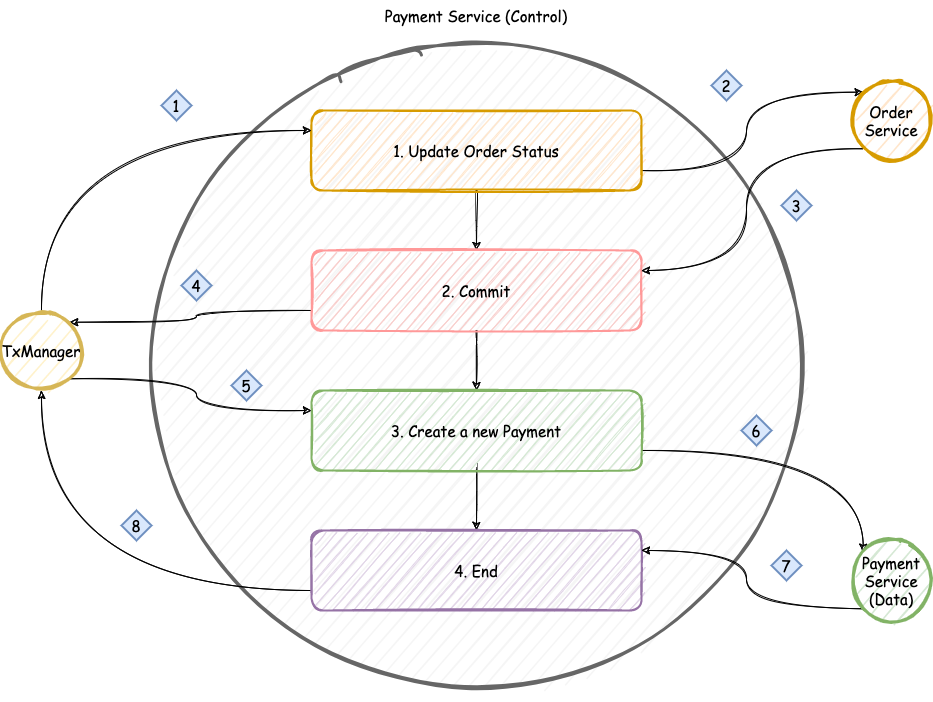 Payment Service (Control)
1
2
Order
Service
1. Update Order Status
3
4
2. Commit
TxManager
5
3. Create a new Payment
6
8
7
4. End
Payment
Service
(Data)